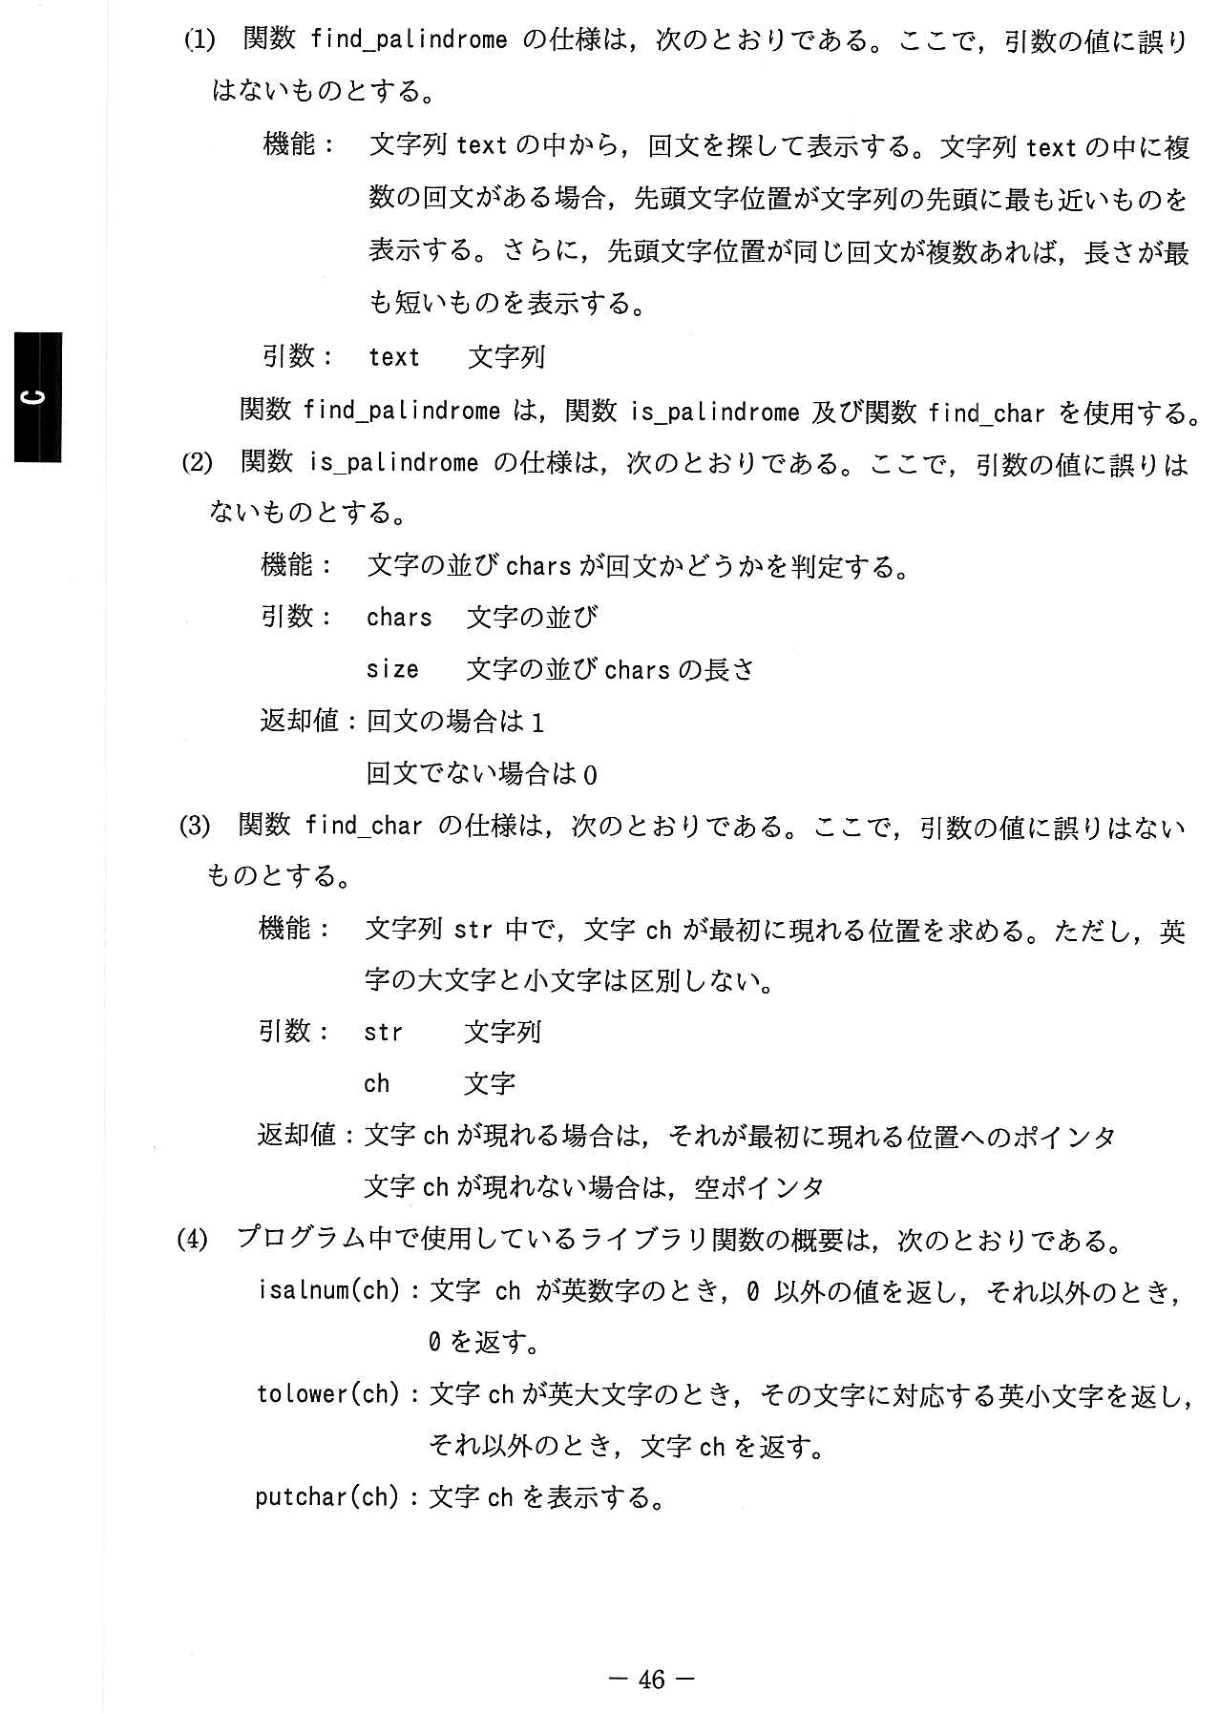 (1) 関数 find_palindrome の仕様は，次のとおりである。ここで，引数の値に誤り
はないものとする。
機能： 文字列 text の中から，回文を探して表示する。文字列 text の中に複
数の回文がある場合，先頭文字位置が文字列の先頭に最も近いものを
表示する。さらに，先頭文字位置が同じ回文が複数あれば，長さが最
も短いものを表示する。
引数： text 文字列
C
関数 find_palindrome は，関数 is_palindrome 及び関数 find_char を使用する。
(2) 関数 is_palindrome の仕様は，次のとおりである。ここで，引数の値に誤りは
ないものとする。
機能： 文字の並び chars が回文かどうかを判定する。
引数： chars 文字の並び
size 文字の並び chars の長さ
返却値：回文の場合は 1
回文でない場合は 0
(3) 関数 find_char の仕様は，次のとおりである。ここで，引数の値に誤りはない
ものとする。
機能： 文字列 str 中で，文字 ch が最初に現れる位置を求める。ただし，英
字の大文字と小文字は区別しない。
引数： str 文字列
ch 文字
返却値：文字 ch が現れる場合は，それが最初に現れる位置へのポインタ
文字 ch が現れない場合は，空ポインタ
(4) プログラム中で使用しているライブラリ関数の概要は，次のとおりである。
isalnum(ch)：文字 ch が英数字のとき，0 以外の値を返し，それ以外のとき，
0 を返す。
tolower(ch)：文字 ch が英大文字のとき，その文字に対応する英小文字を返し，
それ以外のとき，文字 ch を返す。
putchar(ch)：文字 ch を表示する。
－ 46 －